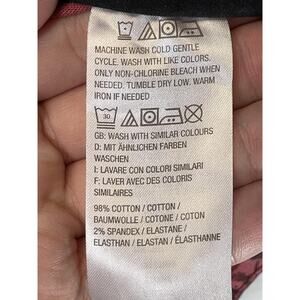 MACHINE WASH COLD GENTLE
CYCLE. WASH WITH LIKE COLORS.
ONLY NON-CHLORINE BLEACH WHEN
NEEDED. TUMBLE DRY LOW. WARM
IRON IF NEEDED
30
GB: WASH WITH SIMILAR COLOURS
D: MIT ÄHNLICHEN FARBEN
WASCHEN
I: LAVARE CON COLORI SIMILARI
F: LAVER AVEC DES COLORIS
SIMILAIRES
98% COTTON / COTTON /
BAUMWOLLE / COTONE / COTON
2% SPANDEX / ELASTANE /
ELASTHAN / ELASTAN / ÉLASTHANNE